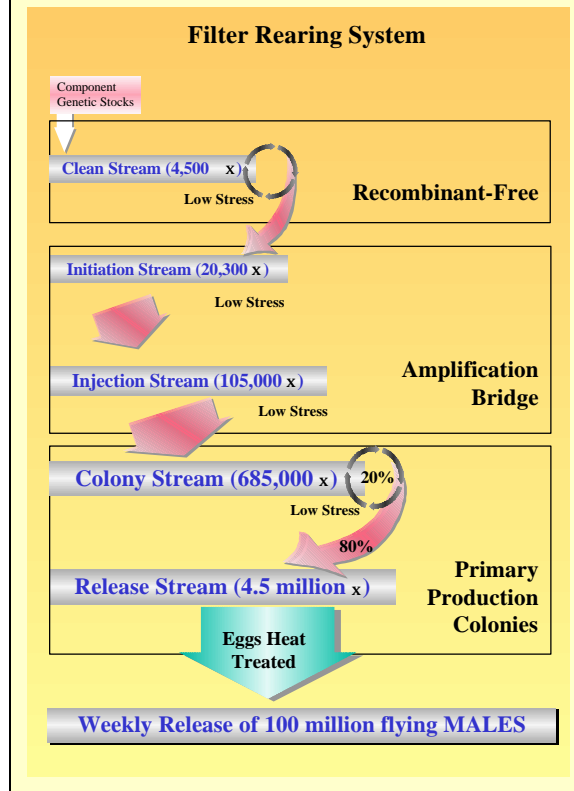 Filter Rearing System
Component
Genetic Stocks
Clean Stream (4,500 x)
Low Stress
Recombinant-Free
Initiation Stream (20,300 x)
Low Stress
Injection Stream (105,000 x)
Low Stress
Amplification
Bridge
Colony Stream (685,000 x)
20%
Low Stress
80%
Release Stream (4.5 million x)
Primary
Production
Colonies
Eggs Heat
Treated
Weekly Release of 100 million flying MALES